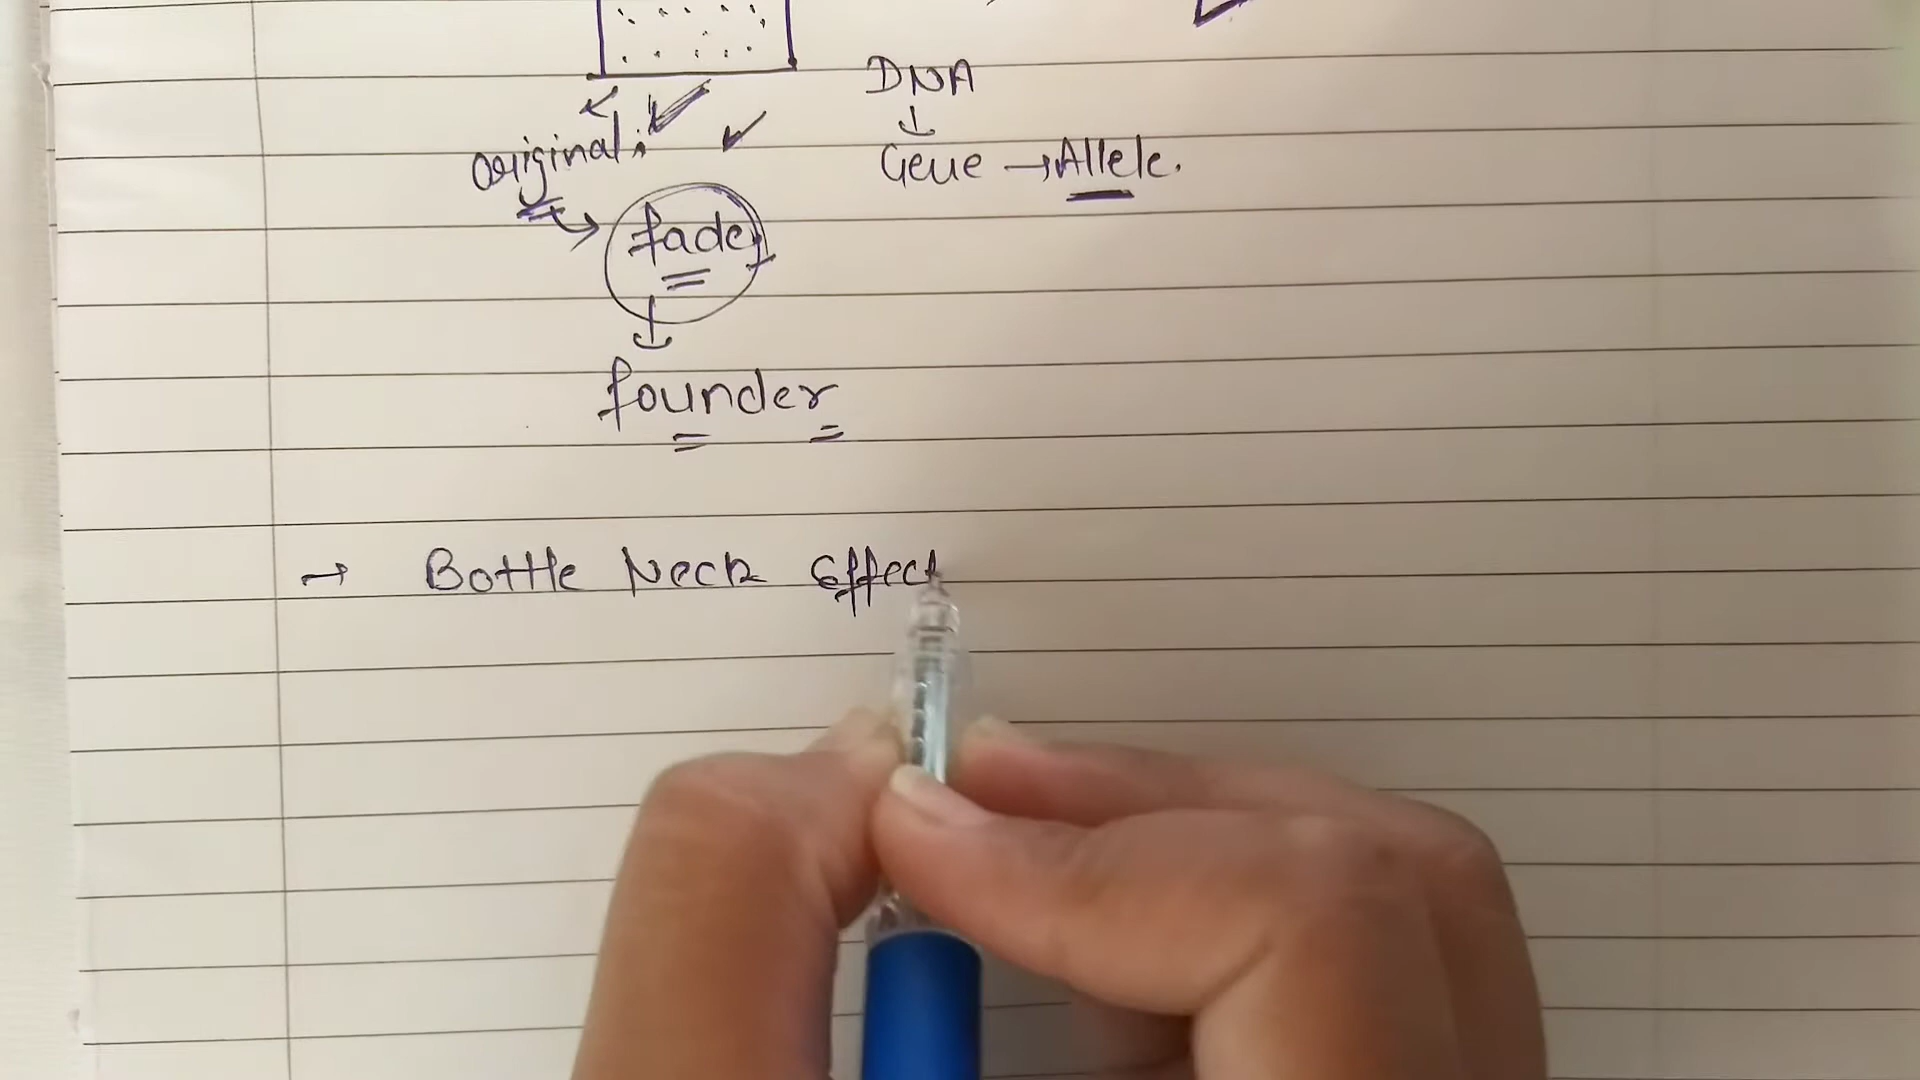 DNA
original:
Gene → Allele.
fade
founder
→ Bottle Neck Effect